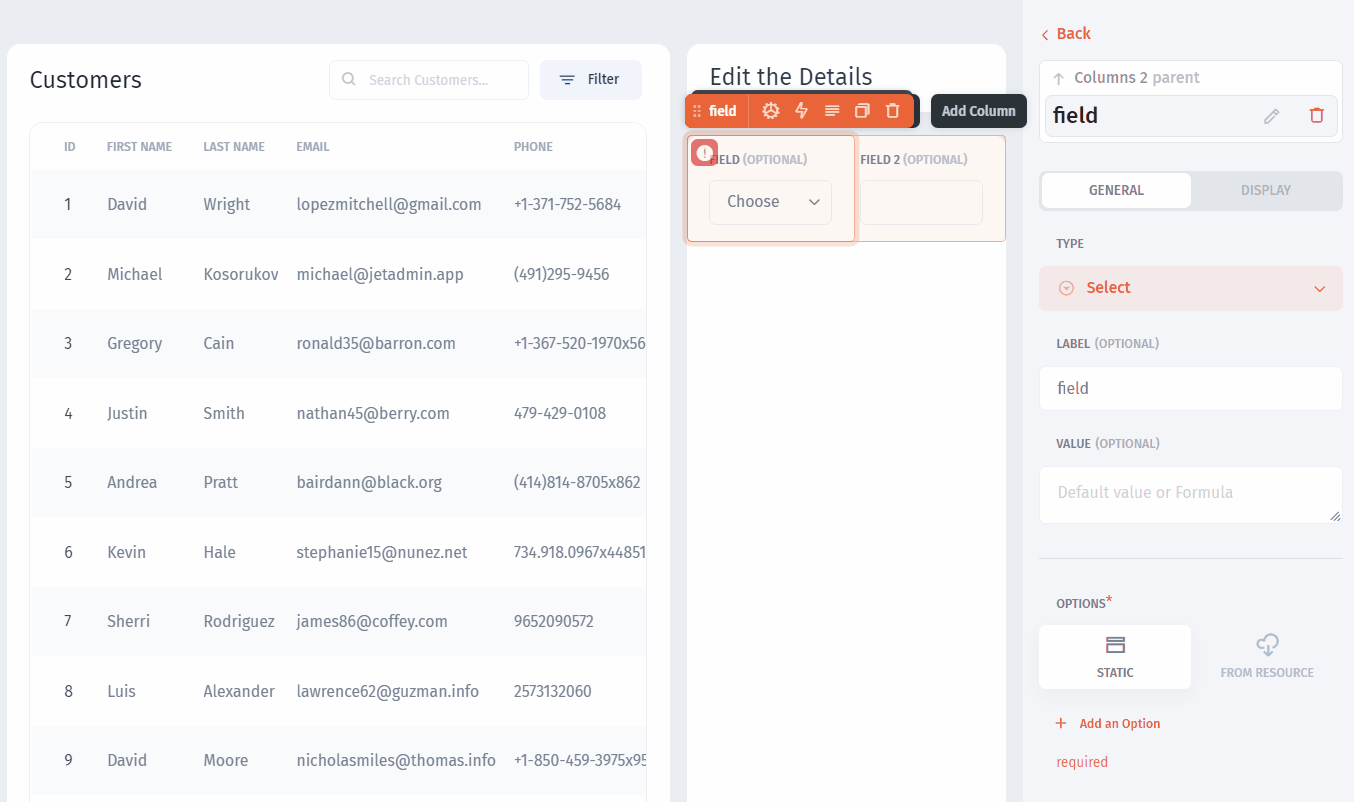 Customers
Search Customers...
Filter
ID FIRST NAME LAST NAME EMAIL PHONE
1 David Wright lopezmitchell@gmail.com +1-371-752-5684
2 Michael Kosorukov michael@jetadmin.app (491)295-9456
3 Gregory Cain ronald35@barron.com +1-367-520-1970x56
4 Justin Smith nathan45@berry.com 479-429-0108
5 Andrea Pratt bairdann@black.org (414)814-8705x862
6 Kevin Hale stephanie15@nunez.net 734.918.0967x44851
7 Sherri Rodriguez james86@coffey.com 9652090572
8 Luis Alexander lawrence62@guzman.info 2573132060
9 David Moore nicholasmiles@thomas.info +1-850-459-3975x95
Edit the Details
field
Add Column
FIELD (OPTIONAL) FIELD 2 (OPTIONAL)
Choose
Back
Columns 2 parent
field
GENERAL DISPLAY
TYPE
Select
LABEL (OPTIONAL)
field
VALUE (OPTIONAL)
Default value or Formula
OPTIONS*
STATIC FROM RESOURCE
+ Add an Option
required